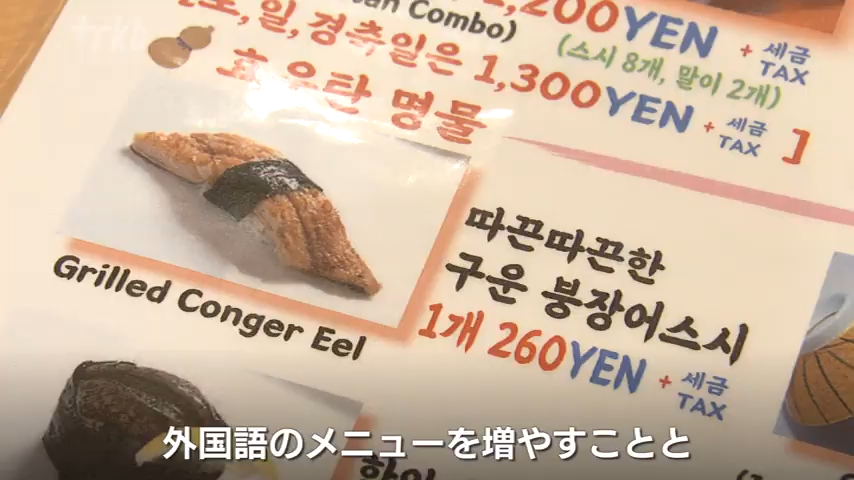 trkb
an Combo)
1,200YEN + 세금 TAX
(스시 8개, 말이 2개)
[토, 일, 경축일은 1,300YEN + 세금 TAX]
효우탄 명물
따끈따끈한
구운 붕장어스시
1개 260YEN + 세금 TAX
Grilled Conger Eel
外国語のメニューを増やすことと